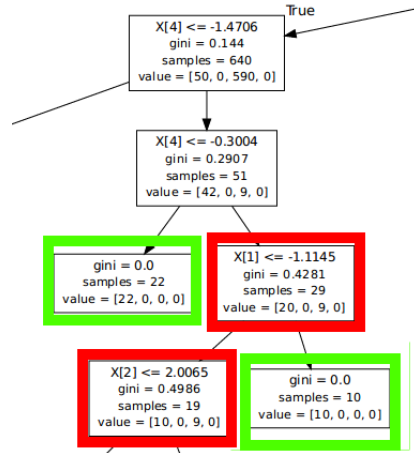 True
X[4] <= -1.4706
gini = 0.144
samples = 640
value = [50, 0, 590, 0]
X[4] <= -0.3004
gini = 0.2907
samples = 51
value = [42, 0, 9, 0]
gini = 0.0
samples = 22
value = [22, 0, 0, 0]
X[1] <= -1.1145
gini = 0.4281
samples = 29
value = [20, 0, 9, 0]
X[2] <= 2.0065
gini = 0.4986
samples = 19
value = [10, 0, 9, 0]
gini = 0.0
samples = 10
value = [10, 0, 0, 0]